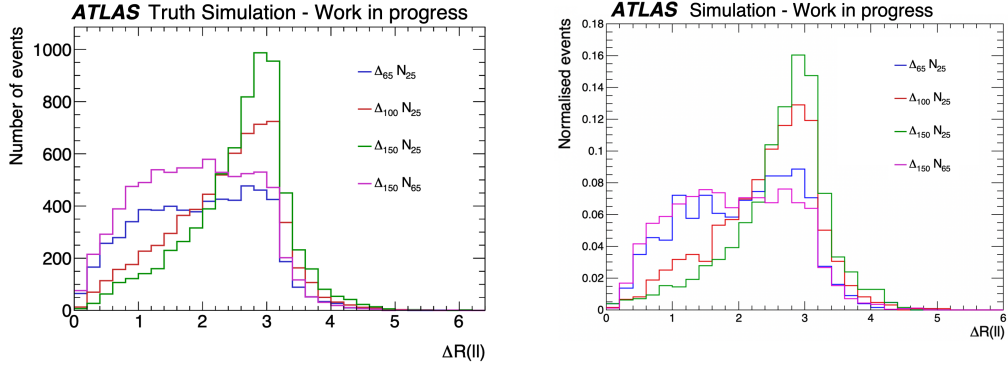 ATLAS Truth Simulation - Work in progress
Number of events
1000
800
600
400
200
0
0 1 2 3 4 5 6
ΔR(ll)
Δ65 N25
Δ100 N25
Δ150 N25
Δ150 N65
ATLAS Simulation - Work in progress
Normalised events
0.18
0.16
0.14
0.12
0.1
0.08
0.06
0.04
0.02
0
0 1 2 3 4 5 6
ΔR(ll)
Δ65 N25
Δ100 N25
Δ150 N25
Δ150 N65